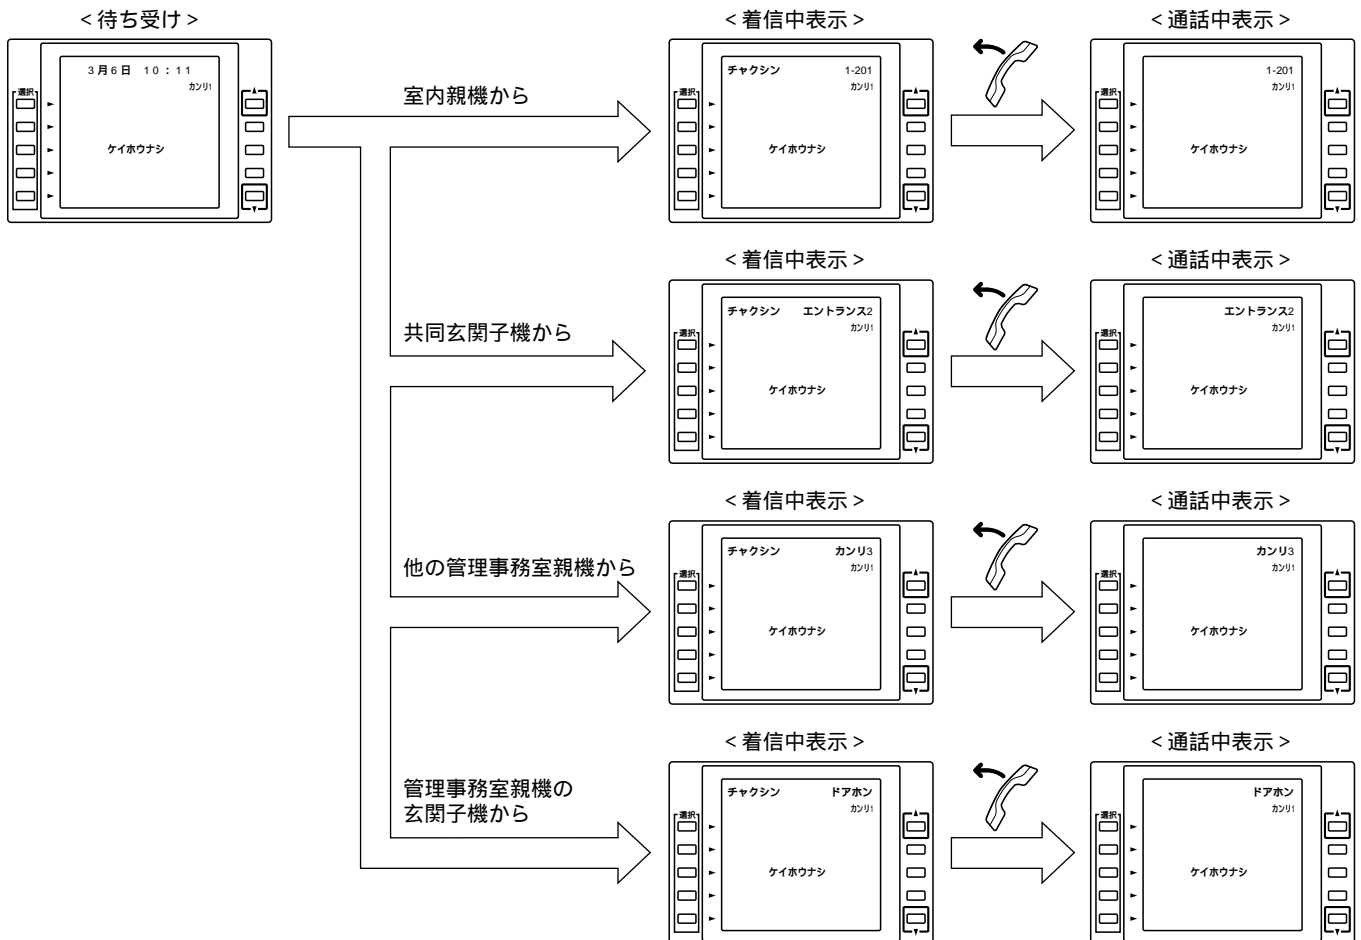 <待ち受け>
3月6日 10：11
カンリ1
選択
ケイホウナシ
室内親機から
<着信中表示>
チャクシン 1-201
カンリ1
選択
ケイホウナシ
<通話中表示>
1-201
カンリ1
選択
ケイホウナシ
共同玄関子機から
<着信中表示>
チャクシン エントランス2
カンリ1
選択
ケイホウナシ
<通話中表示>
エントランス2
カンリ1
選択
ケイホウナシ
他の管理事務室親機から
<着信中表示>
チャクシン カンリ3
カンリ1
選択
ケイホウナシ
<通話中表示>
カンリ3
カンリ1
選択
ケイホウナシ
管理事務室親機の
玄関子機から
<着信中表示>
チャクシン ドアホン
カンリ1
選択
ケイホウナシ
<通話中表示>
ドアホン
カンリ1
選択
ケイホウナシ